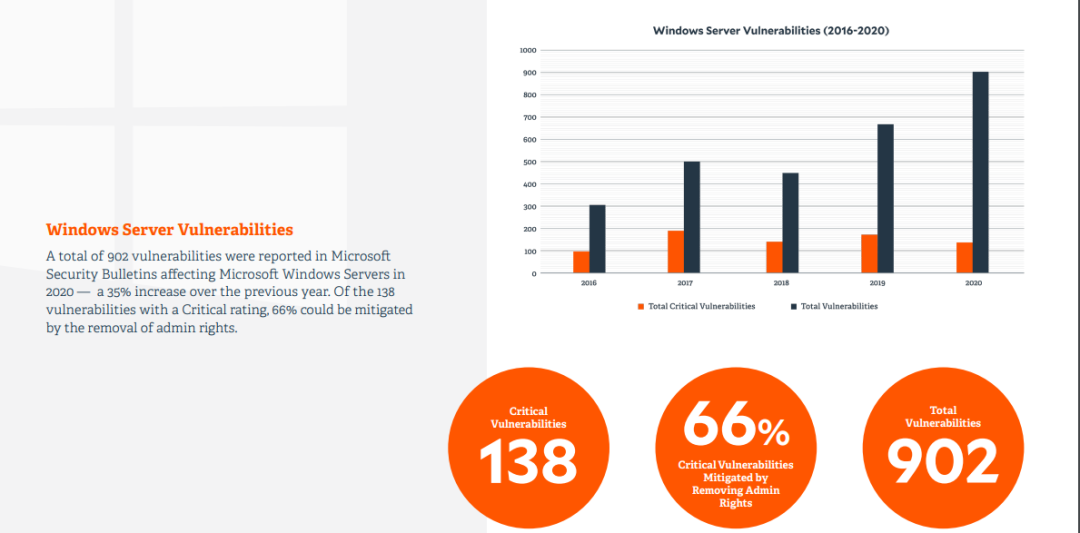 Windows Server Vulnerabilities (2016-2020)
1000
900
800
700
600
500
400
300
200
100
0
2016
2017
2018
2019
2020
Total Critical Vulnerabilities
Total Vulnerabilities
Windows Server Vulnerabilities
A total of 902 vulnerabilities were reported in Microsoft
Security Bulletins affecting Microsoft Windows Servers in
2020 — a 35% increase over the previous year. Of the 138
vulnerabilities with a Critical rating, 66% could be mitigated
by the removal of admin rights.
Critical
Vulnerabilities
138
66%
Critical Vulnerabilities
Mitigated by
Removing Admin
Rights
Total
Vulnerabilities
902